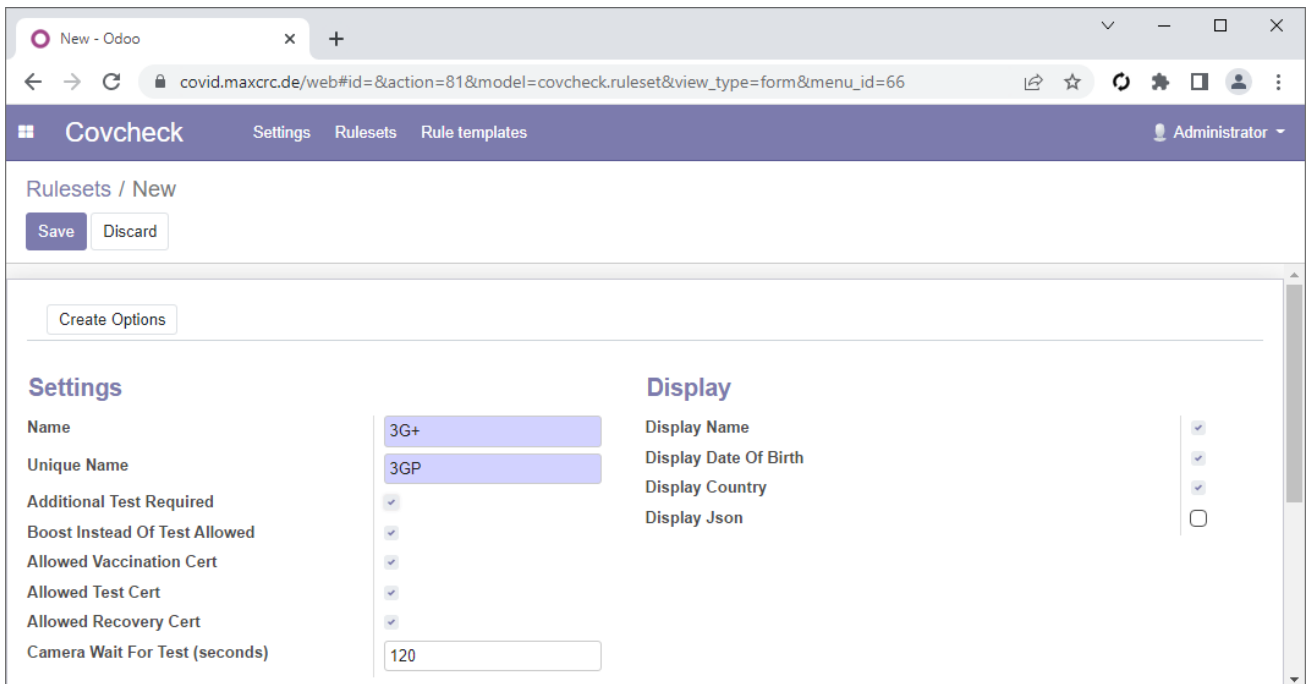 New - Odoo
covid.maxcrc.de/web#id=&action=81&model=covcheck.ruleset&view_type=form&menu_id=66
Covcheck Settings Rulesets Rule templates Administrator
Rulesets / New
Save Discard
Create Options
Settings
Name 3G+
Unique Name 3GP
Additional Test Required
Boost Instead Of Test Allowed
Allowed Vaccination Cert
Allowed Test Cert
Allowed Recovery Cert
Camera Wait For Test (seconds) 120
Display
Display Name
Display Date Of Birth
Display Country
Display Json